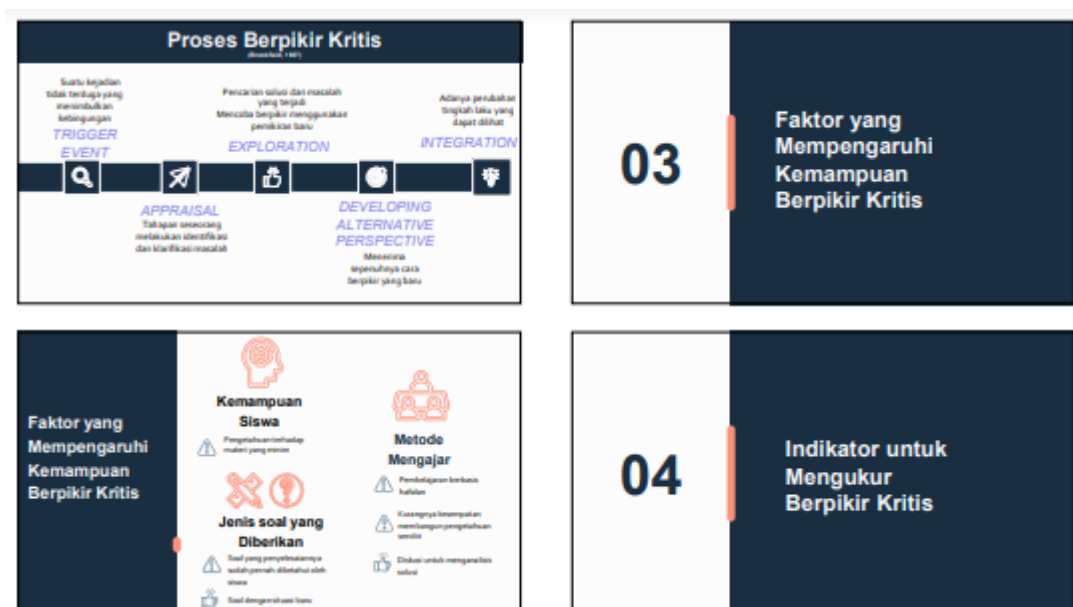 Proses Berpikir Kritis
Suatu kejadian
tidak terduga yang
menimbulkan
kebingungan
TRIGGER
EVENT
Pencarian solusi dari masalah
yang terjadi
Mencoba berpikir menggunakan
pemikiran baru
EXPLORATION
Adanya perubahan
tingkah laku yang
dapat dilihat
INTEGRATION
APPRAISAL
Tahapan seseorang
melakukan identifikasi
dan klarifikasi masalah
DEVELOPING
ALTERNATIVE
PERSPECTIVE
Menerima
sepenuhnya cara
berpikir yang baru
03
Faktor yang
Mempengaruhi
Kemampuan
Berpikir Kritis
Faktor yang
Mempengaruhi
Kemampuan
Berpikir Kritis
Kemampuan
Siswa
Pengetahuan terhadap
materi yang minim
Jenis soal yang
Diberikan
Soal yang penyelesaiannya
sudah pernah diketahui oleh
siswa
Soal dengan situasi baru
Metode
Mengajar
Pembelajaran berbasis
hafalan
Kurangnya kesempatan
membangun pengetahuan
sendiri
Diskusi untuk menganalisis
solusi
04
Indikator untuk
Mengukur
Berpikir Kritis